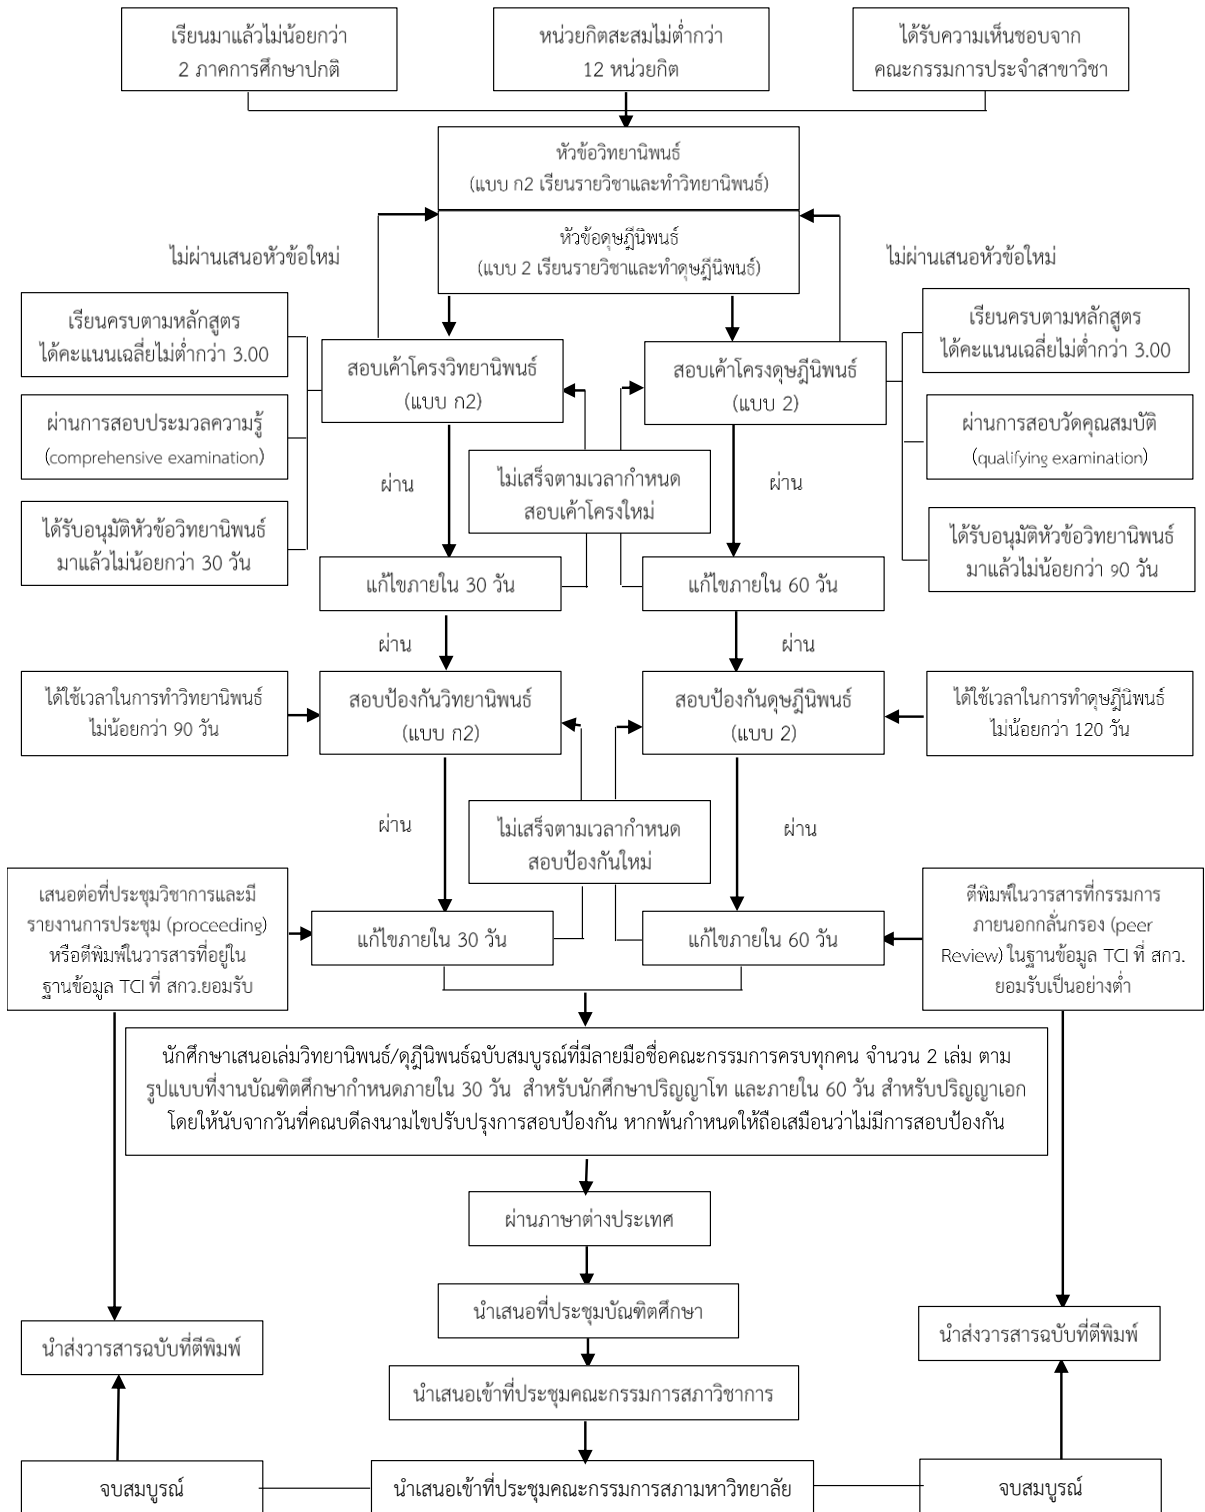 เรียนมาแล้วไม่น้อยกว่า
2 ภาคการศึกษาปกติ
หน่วยกิตสะสมไม่ต่ำกว่า
12 หน่วยกิต
ได้รับความเห็นชอบจาก
คณะกรรมการประจำสาขาวิชา
หัวข้อวิทยานิพนธ์
(แบบ ก2 เรียนรายวิชาและทำวิทยานิพนธ์)
หัวข้อดุษฎีนิพนธ์
(แบบ 2 เรียนรายวิชาและทำดุษฎีนิพนธ์)
ไม่ผ่านเสนอหัวข้อใหม่
ไม่ผ่านเสนอหัวข้อใหม่
เรียนครบตามหลักสูตร
ได้คะแนนเฉลี่ยไม่ต่ำกว่า 3.00
สอบเค้าโครงวิทยานิพนธ์
(แบบ ก2)
สอบเค้าโครงดุษฎีนิพนธ์
(แบบ 2)
เรียนครบตามหลักสูตร
ได้คะแนนเฉลี่ยไม่ต่ำกว่า 3.00
ผ่านการสอบประมวลความรู้
(comprehensive examination)
ผ่าน
ไม่เสร็จตามเวลากำหนด
สอบเค้าโครงใหม่
ผ่าน
ผ่านการสอบวัดคุณสมบัติ
(qualifying examination)
ได้รับอนุมัติหัวข้อวิทยานิพนธ์
มาแล้วไม่น้อยกว่า 30 วัน
แก้ไขภายใน 30 วัน
แก้ไขภายใน 60 วัน
ได้รับอนุมัติหัวข้อวิทยานิพนธ์
มาแล้วไม่น้อยกว่า 90 วัน
ผ่าน
ผ่าน
ได้ใช้เวลาในการทำวิทยานิพนธ์
ไม่น้อยกว่า 90 วัน
สอบป้องกันวิทยานิพนธ์
(แบบ ก2)
สอบป้องกันดุษฎีนิพนธ์
(แบบ 2)
ได้ใช้เวลาในการทำดุษฎีนิพนธ์
ไม่น้อยกว่า 120 วัน
ผ่าน
ไม่เสร็จตามเวลากำหนด
สอบป้องกันใหม่
ผ่าน
เสนอต่อที่ประชุมวิชาการและมี
รายงานการประชุม (proceeding)
หรือตีพิมพ์ในวารสารที่อยู่ใน
ฐานข้อมูล TCI ที่ สกว.ยอมรับ
แก้ไขภายใน 30 วัน
แก้ไขภายใน 60 วัน
ตีพิมพ์ในวารสารที่กรรมการ
ภายนอกกลั่นกรอง (peer
Review) ในฐานข้อมูล TCI ที่ สกว.
ยอมรับเป็นอย่างต่ำ
นักศึกษาเสนอเล่มวิทยานิพนธ์/ดุฎีนิพนธ์ฉบับสมบูรณ์ที่มีลายมือชื่อคณะกรรมการครบทุกคน จำนวน 2 เล่ม ตาม
รูปแบบที่งานบัณฑิตศึกษากำหนดภายใน 30 วัน สำหรับนักศึกษาปริญญาโท และภายใน 60 วัน สำหรับปริญญาเอก
โดยให้นับจากวันที่คณบดีลงนามไขปรับปรุงการสอบป้องกัน หากพ้นกำหนดให้ถือเสมือนว่าไม่มีการสอบป้องกัน
ผ่านภาษาต่างประเทศ
นำเสนอที่ประชุมบัณฑิตศึกษา
นำส่งวารสารฉบับที่ตีพิมพ์
นำส่งวารสารฉบับที่ตีพิมพ์
นำเสนอเข้าที่ประชุมคณะกรรมการสภาวิชาการ
จบสมบูรณ์
นำเสนอเข้าที่ประชุมคณะกรรมการสภามหาวิทยาลัย
จบสมบูรณ์